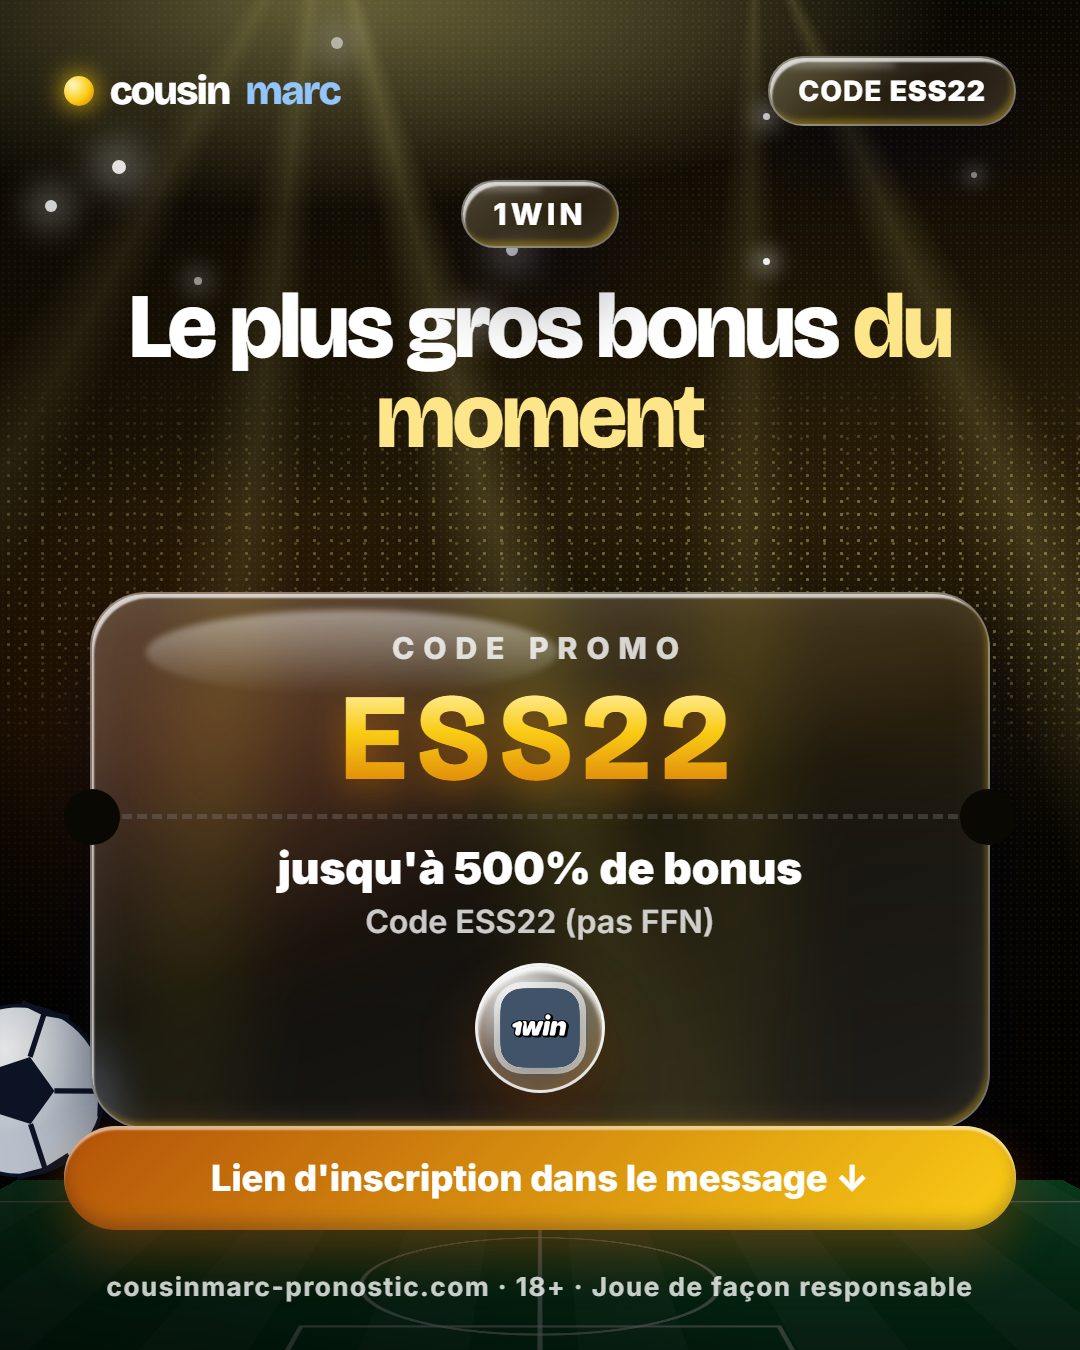 cousin marc
CODE ESS22
1WIN
Le plus gros bonus du
moment
CODE PROMO
ESS22
jusqu'à 500% de bonus
Code ESS22 (pas FFN)
1win
Lien d'inscription dans le message ↓
cousinmarc-pronostic.com · 18+ · Joue de façon responsable